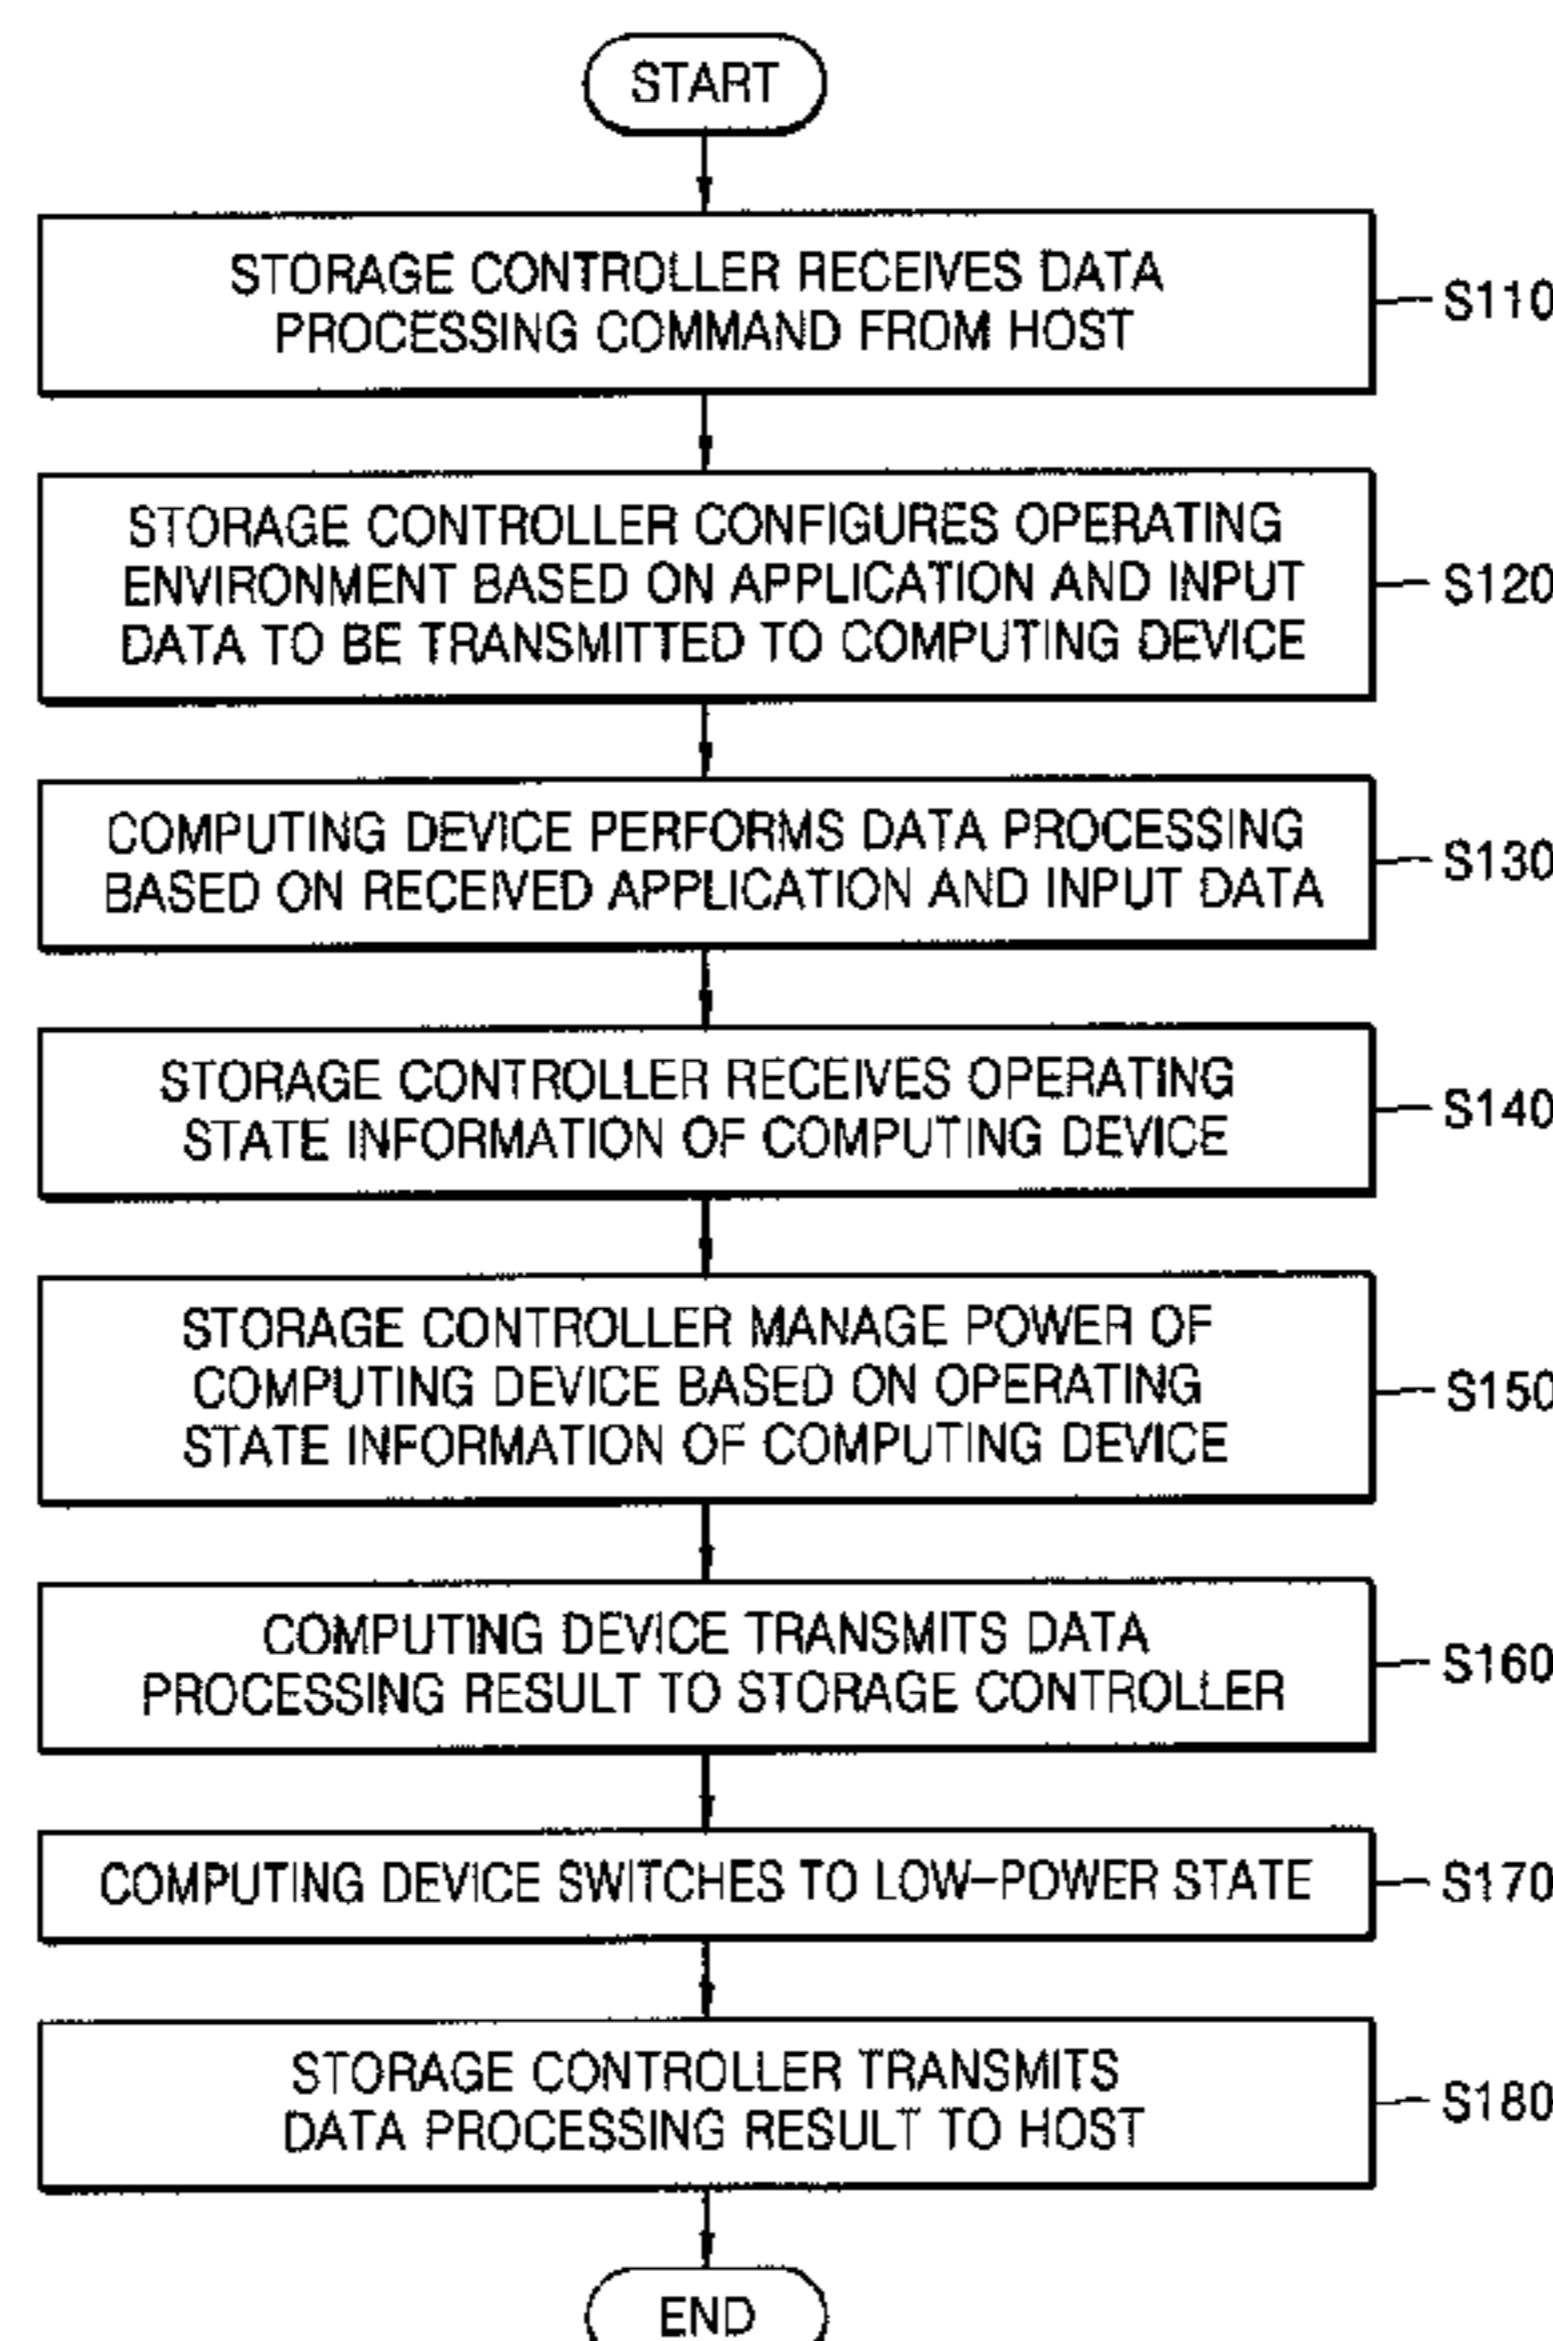 START
STORAGE CONTROLLER RECEIVES DATA
PROCESSING COMMAND FROM HOST
S110
STORAGE CONTROLLER CONFIGURES OPERATING
ENVIRONMENT BASED ON APPLICATION AND INPUT
DATA TO BE TRANSMITTED TO COMPUTING DEVICE
S120
COMPUTING DEVICE PERFORMS DATA PROCESSING
BASED ON RECEIVED APPLICATION AND INPUT DATA
S130
STORAGE CONTROLLER RECEIVES OPERATING
STATE INFORMATION OF COMPUTING DEVICE
S140
STORAGE CONTROLLER MANAGE POWER OF
COMPUTING DEVICE BASED ON OPERATING
STATE INFORMATION OF COMPUTING DEVICE
S150
COMPUTING DEVICE TRANSMITS DATA
PROCESSING RESULT TO STORAGE CONTROLLER
S160
COMPUTING DEVICE SWITCHES TO LOW-POWER STATE
S170
STORAGE CONTROLLER TRANSMITS
DATA PROCESSING RESULT TO HOST
S180
END